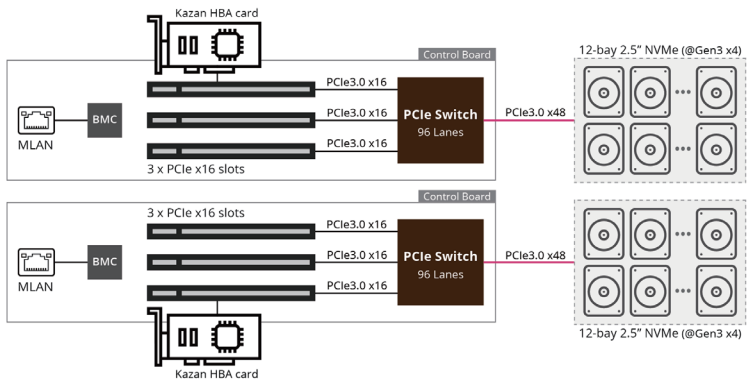 Kazan HBA card
12-bay 2.5” NVMe (@Gen3 x4)
Control Board
PCIe3.0 x16
PCIe Switch
96 Lanes
PCIe3.0 x48
BMC
PCIe3.0 x16
MLAN
PCIe3.0 x16
3 x PCIe x16 slots
Control Board
3 x PCIe x16 slots
PCIe3.0 x16
PCIe Switch
96 Lanes
PCIe3.0 x48
BMC
PCIe3.0 x16
MLAN
PCIe3.0 x16
12-bay 2.5” NVMe (@Gen3 x4)
Kazan HBA card